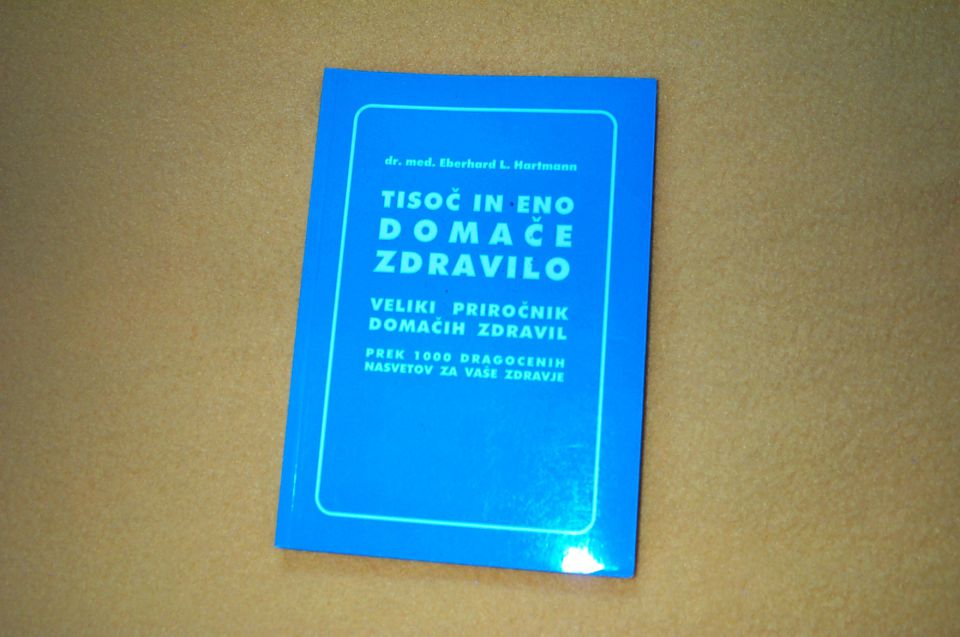 dr. med. Eberhard L. Hartmann
TISOČ IN ENO
DOMAČE
ZDRAVILO
VELIKI PRIROČNIK
DOMAČIH ZDRAVIL
PREK 1000 DRAGOCENIH
NASVETOV ZA VAŠE ZDRAVJE